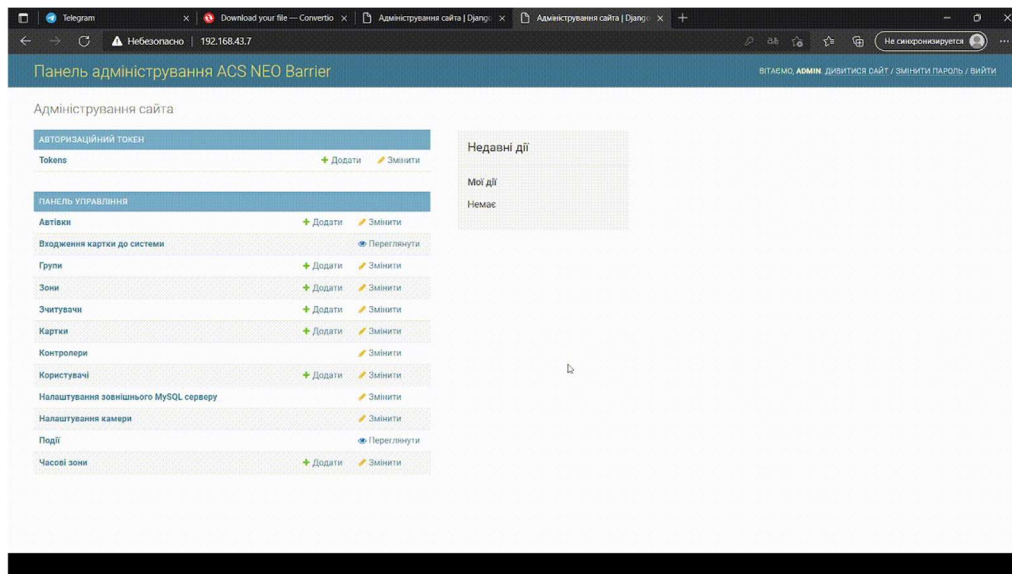 Telegram
Download your file — Convertio
Адміністрування сайта | Django
Адміністрування сайта | Django
Небезопасно | 192.168.43.7
Не синхронизируется
Панель адміністрування ACS NEO Barrier
ВІТАЄМО, ADMIN. ДИВИТИСЯ САЙТ / ЗМІНИТИ ПАРОЛЬ / ВИЙТИ
Адміністрування сайта
АВТОРИЗАЦІЙНИЙ ТОКЕН
Tokens Додати Змінити
ПАНЕЛЬ УПРАВЛІННЯ
Автівки Додати Змінити
Входження картки до системи Переглянути
Групи Додати Змінити
Зони Додати Змінити
Зчитувачи Додати Змінити
Картки Додати Змінити
Контролери Змінити
Користувачі Додати Змінити
Налаштування зовнішнього MySQL серверу Змінити
Налаштування камери Змінити
Події Переглянути
Часові зони Додати Змінити
Недавні дії
Мої дії
Немає